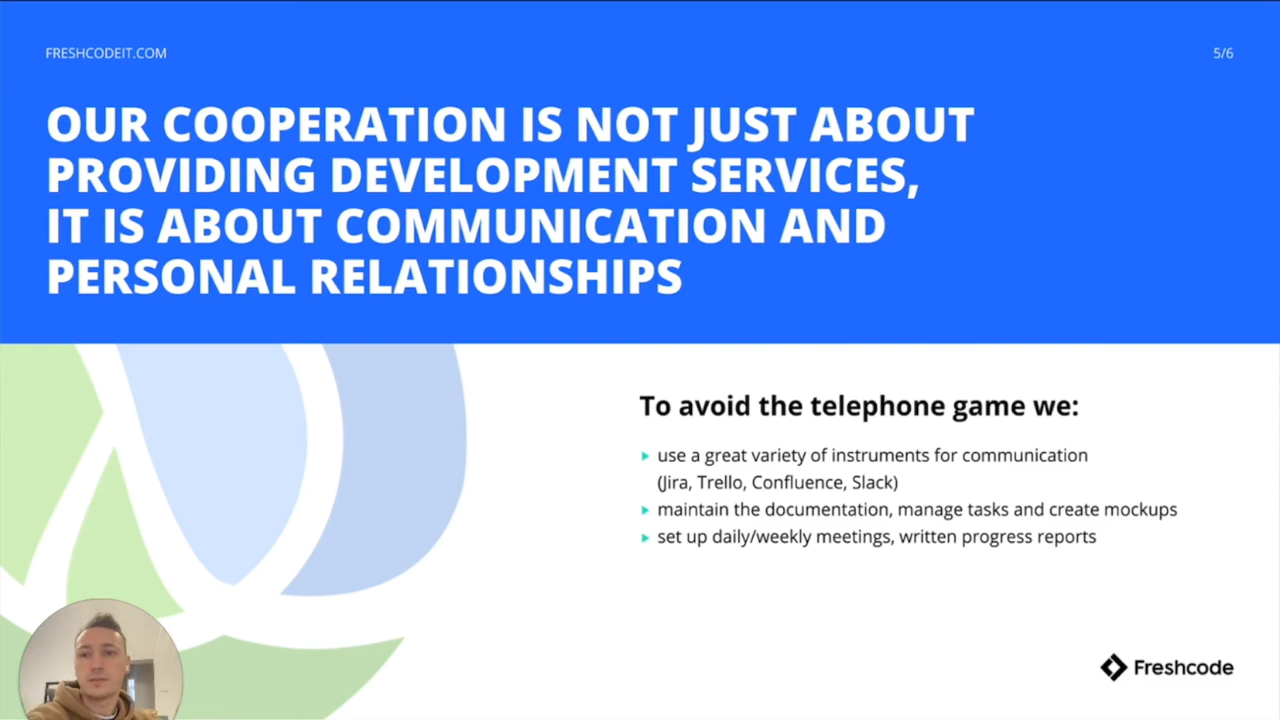 FRESHCODEIT.COM
5/6
OUR COOPERATION IS NOT JUST ABOUT
PROVIDING DEVELOPMENT SERVICES,
IT IS ABOUT COMMUNICATION AND
PERSONAL RELATIONSHIPS
To avoid the telephone game we:
use a great variety of instruments for communication
(Jira, Trello, Confluence, Slack)
maintain the documentation, manage tasks and create mockups
set up daily/weekly meetings, written progress reports
Freshcode